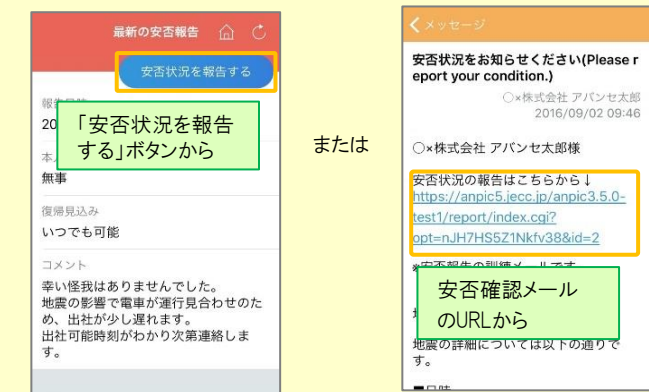 最新の安否報告
安否状況を報告する
報告
20
「安否状況を報告
する」ボタンから
本
無事
復帰見込み
いつでも可能
コメント
幸い怪我はありませんでした。
地震の影響で電車が運行見合わせのた
め、出社が少し遅れます。
出社可能時刻がわかり次第連絡しま
す。
または
メッセージ
安否状況をお知らせください(Please r
eport your condition.)
○×株式会社 アバンセ太郎
2016/09/02 09:46
○×株式会社 アバンセ太郎様
安否状況の報告はこちらから↓
https://anpic5.jecc.jp/anpic3.5.0-
test1/report/index.cgi?
opt=nJH7HS5Z1Nkfv38&id=2
安否確認メール
のURLから
地震の詳細については以下の通りで
す。